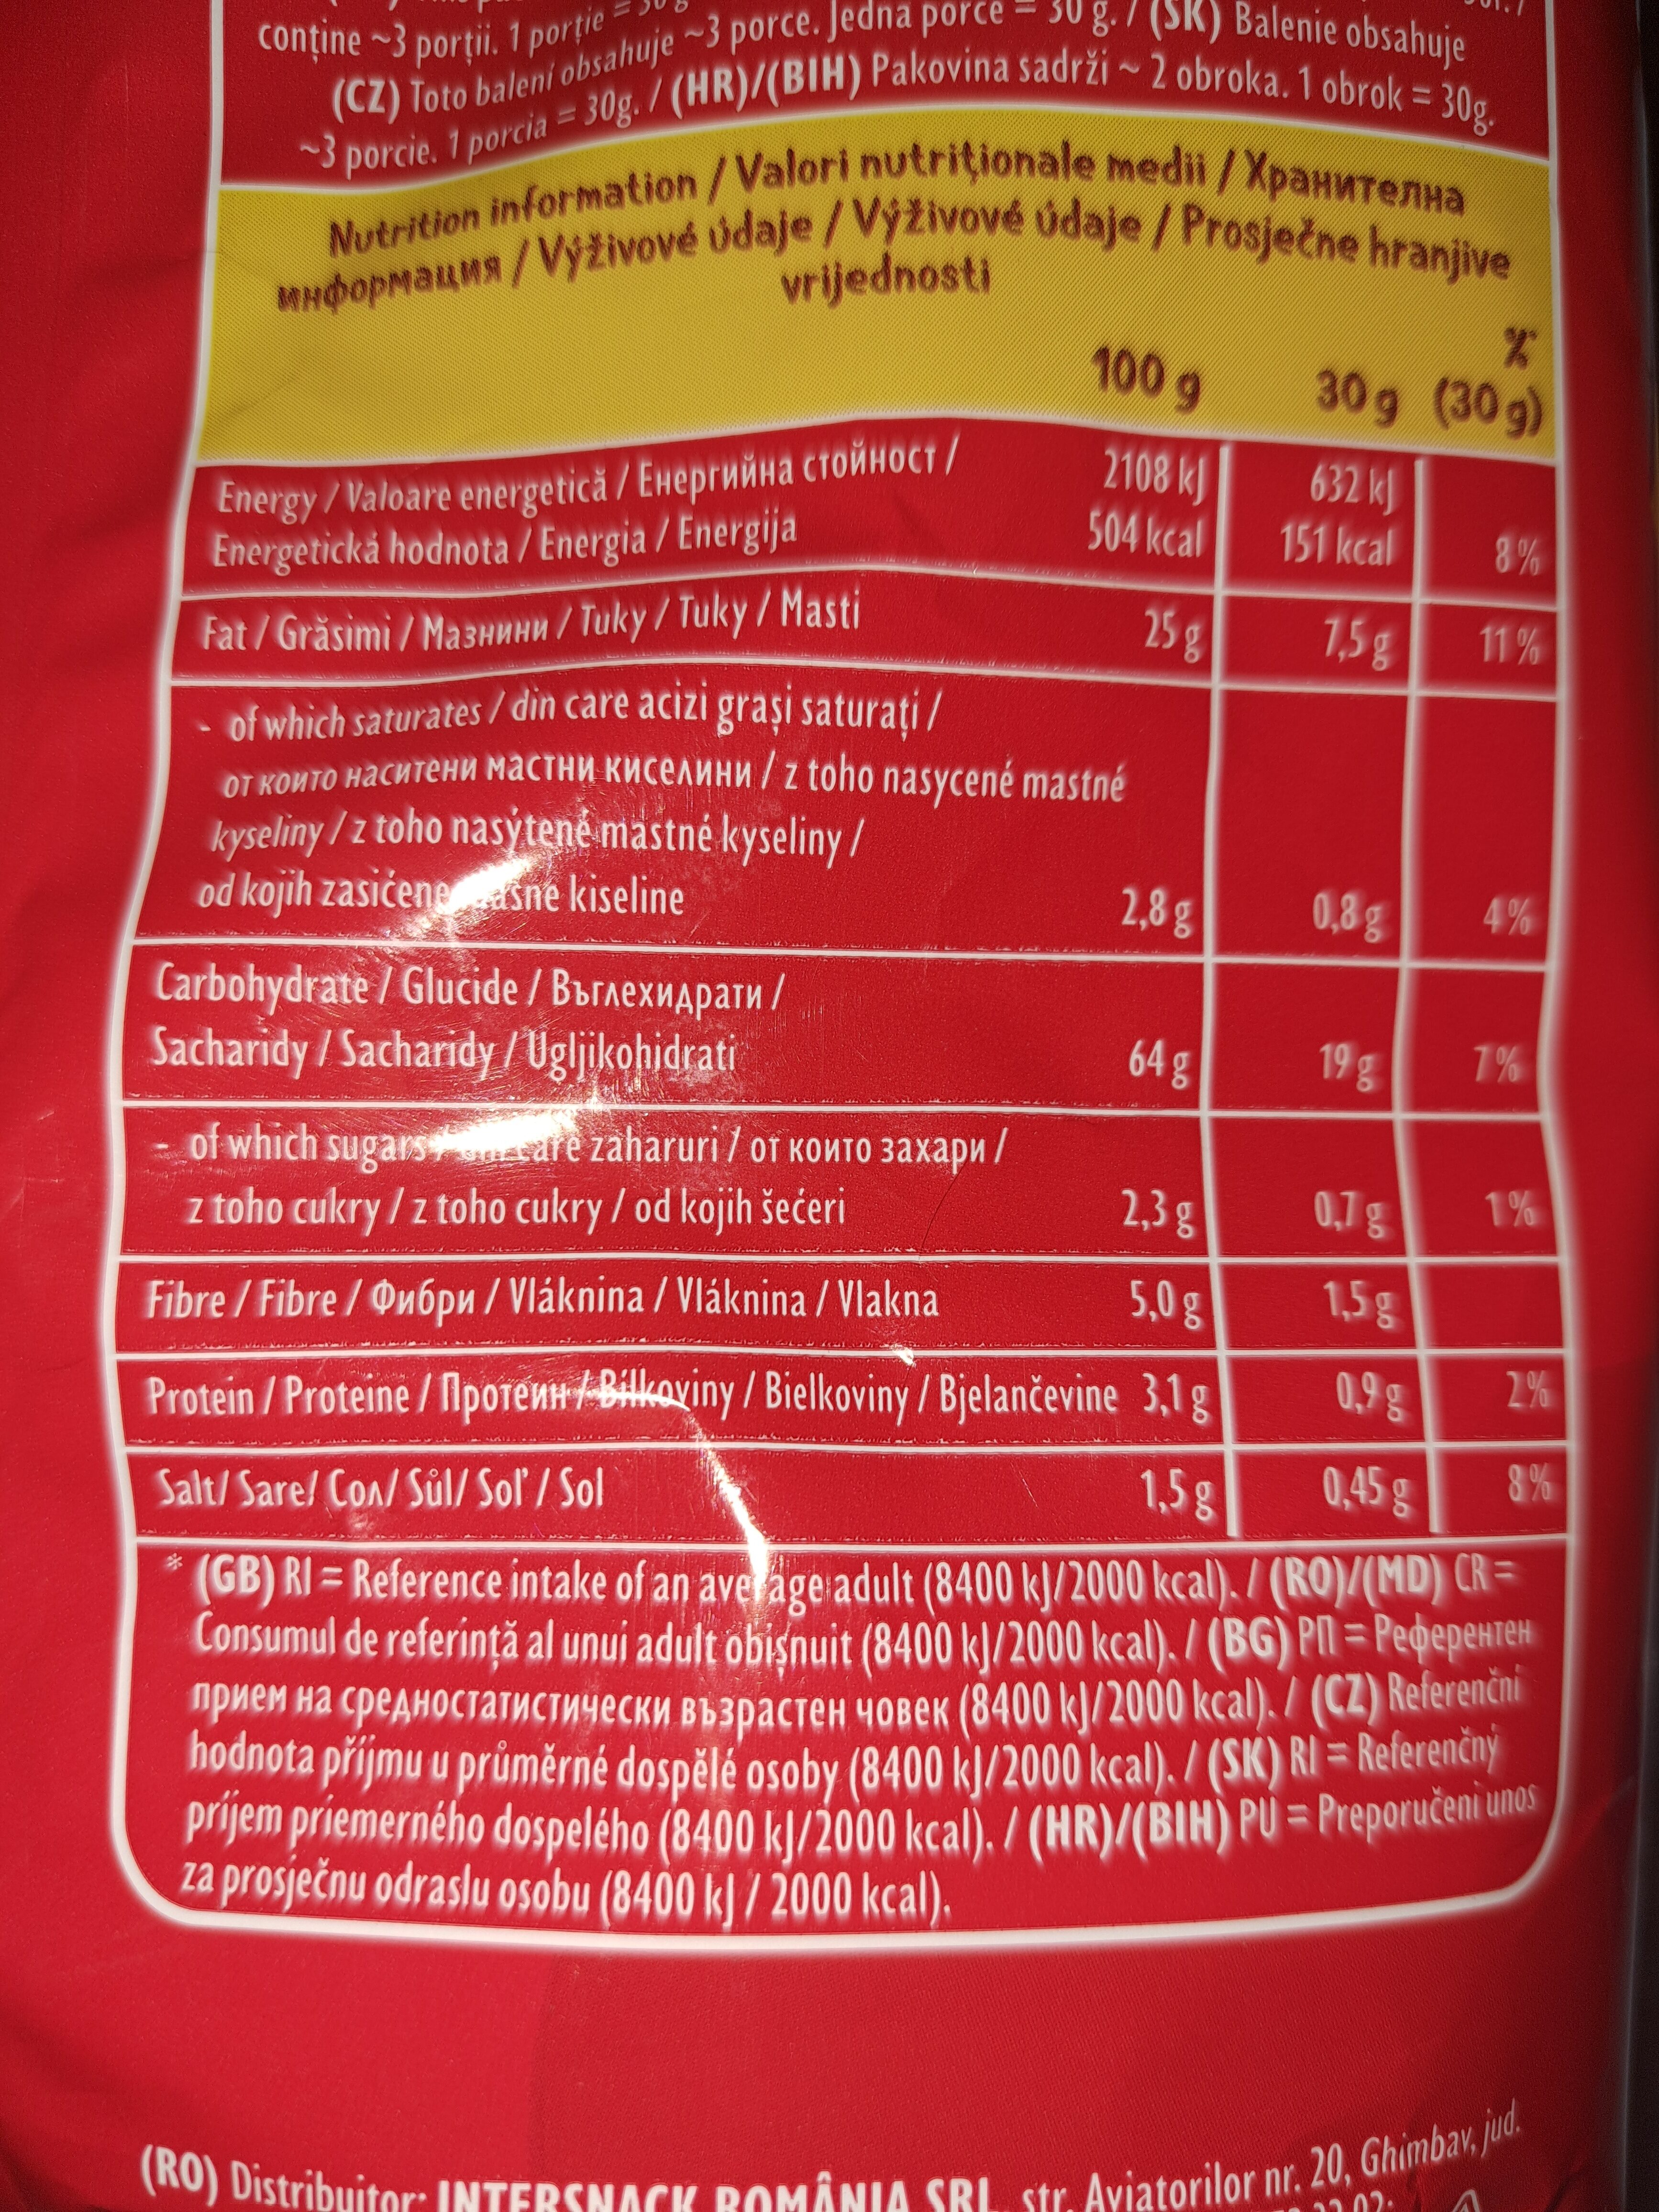 conține ~3 porții. 1 porție =
(CZ) Toto balení obsahuje ~3 porce. Jedna porce = 30 g. / (SK) Balenie obsahuje
~3 porcie. 1 porcia = 30g. / (HR)/(BIH) Pakovina sadrži ~ 2 obroka. 1 obrok = 30g.
Nutrition information / Valori nutriționale medii / Хранителна
информация / Výživové údaje / Výživové údaje / Prosječne hranjive
vrijednosti
%*
100 g 30 g (30 g)
Energy / Valoare energetică / Енергийна стойност / 2108 kJ 632 kJ
Energetická hodnota / Energia / Energija 504 kcal 151 kcal 8 %
Fat / Grăsimi / Мазнини / Tuky / Tuky / Masti 25 g 7,5 g 11 %
- of which saturates / din care acizi grași saturați /
от които наситени мастни киселини / z toho nasycené mastné
kyseliny / z toho nasýtené mastné kyseliny /
od kojih zasićene kiseline 2,8 g 0,8 g 4 %
Carbohydrate / Glucide / Въглехидрати /
Sacharidy / Sacharidy / Ugljikohidrati 64 g 19 g 7 %
- of which sugars care zaharuri / от които захари /
z toho cukry / z toho cukry / od kojih šećeri 2,3 g 0,7 g 1 %
Fibre / Fibre / Фибри / Vláknina / Vláknina / Vlakna 5,0 g 1,5 g
Protein / Proteine / Протеин / Bílkoviny / Bielkoviny / Bjelančevine 3,1 g 0,9 g 2 %
Salt/ Sare/ Сол/ Sůl/ Soľ / Sol 1,5 g 0,45 g 8 %
* (GB) RI = Reference intake of an average adult (8400 kJ/2000 kcal). / (RO)/(MD) CR =
Consumul de referință al unui adult obișnuit (8400 kJ/2000 kcal). / (BG) РП = Референтен
прием на средностатистически възрастен човек (8400 kJ/2000 kcal). / (CZ) Referenční
hodnota příjmu u průměrné dospělé osoby (8400 kJ/2000 kcal). / (SK) RI = Referenčný
príjem priemerného dospelého (8400 kJ/2000 kcal). / (HR)/(BIH) PU = Preporučeni unos
za prosječnu odraslu osobu (8400 kJ / 2000 kcal).
(RO) Distribuitor: INTERSNACK ROMÂNIA SRL, str. Aviatorilor nr. 20, Ghimbav, jud.